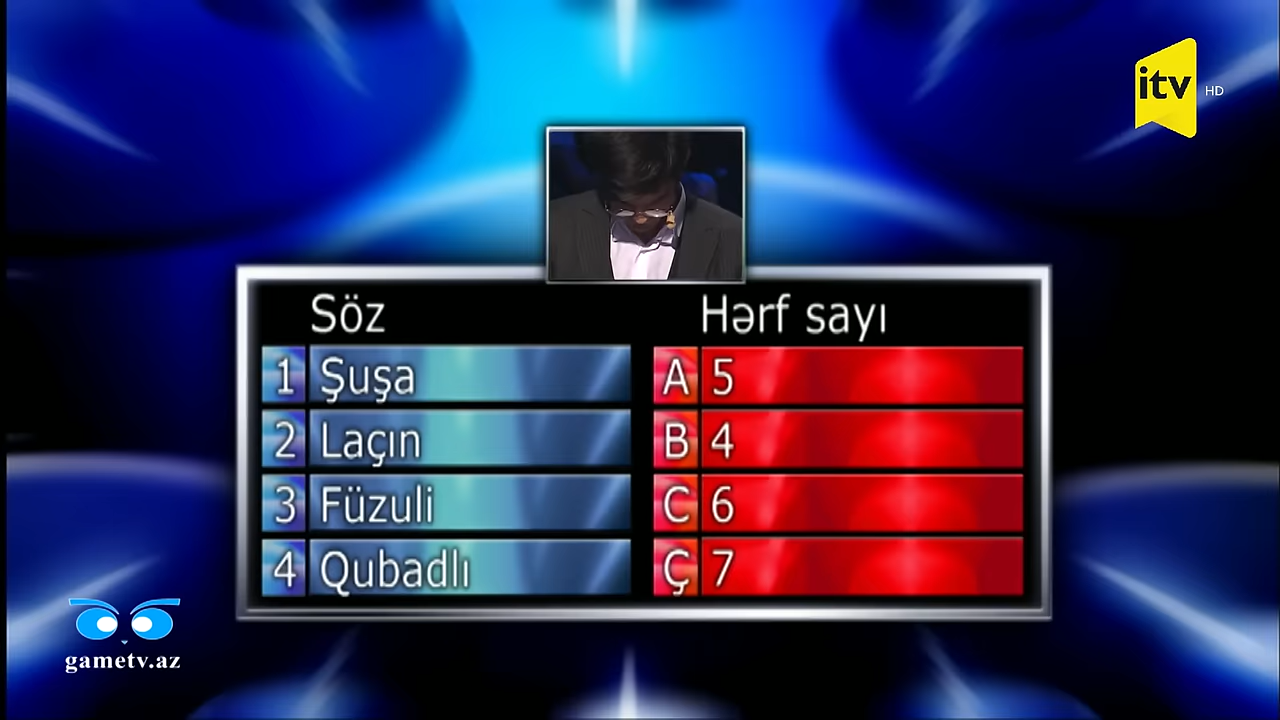 itv HD
Söz Hərf sayı
1 Şuşa A 5
2 Laçın B 4
3 Füzuli C 6
4 Qubadlı Ç 7
gametv.az